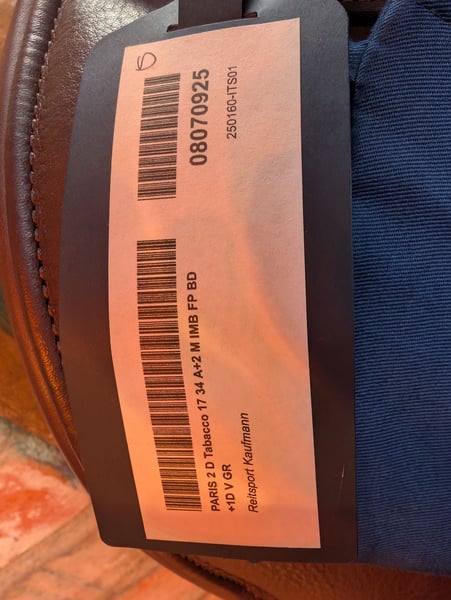 08070925
250160-ITS01
PARIS 2 D Tabacco 17 34 A+2 M IMB FP BD
+1D V GR
Reitsport Kaufmann